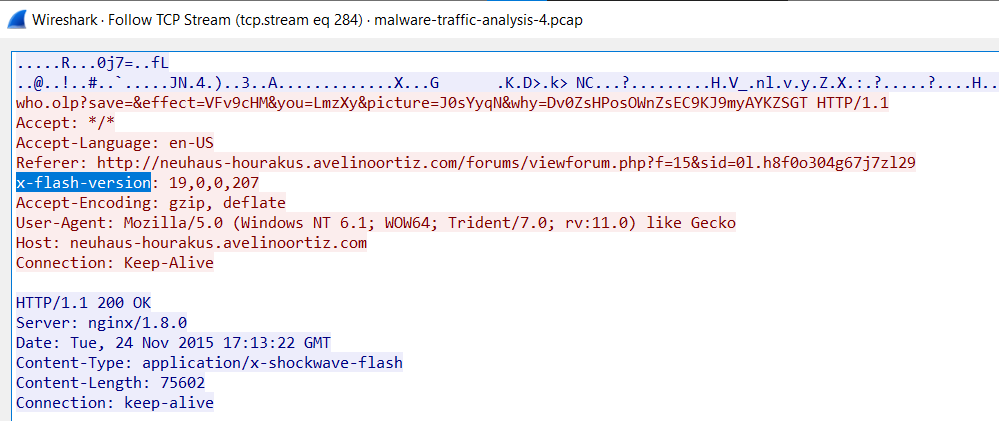 Wireshark · Follow TCP Stream (tcp.stream eq 284) · malware-traffic-analysis-4.pcap
.....R...0j7=..fL
..@..!..#..`.....JN.4.)..3..A............X...G      .K.D>.k> NC...?.........H.V_.nl.v.y.Z.X.:.?.....?....H..
who.olp?save=&effect=VFv9cHM&you=LmzXy&picture=J0sYyqN&why=Dv0ZsHPosOWnZsEC9KJ9myAYKZSGT HTTP/1.1
Accept: */*
Accept-Language: en-US
Referer: http://neuhaus-hourakus.avelinoortiz.com/forums/viewforum.php?f=15&sid=0l.h8f0o304g67j7zl29
x-flash-version: 19,0,0,207
Accept-Encoding: gzip, deflate
User-Agent: Mozilla/5.0 (Windows NT 6.1; WOW64; Trident/7.0; rv:11.0) like Gecko
Host: neuhaus-hourakus.avelinoortiz.com
Connection: Keep-Alive
HTTP/1.1 200 OK
Server: nginx/1.8.0
Date: Tue, 24 Nov 2015 17:13:22 GMT
Content-Type: application/x-shockwave-flash
Content-Length: 75602
Connection: keep-alive